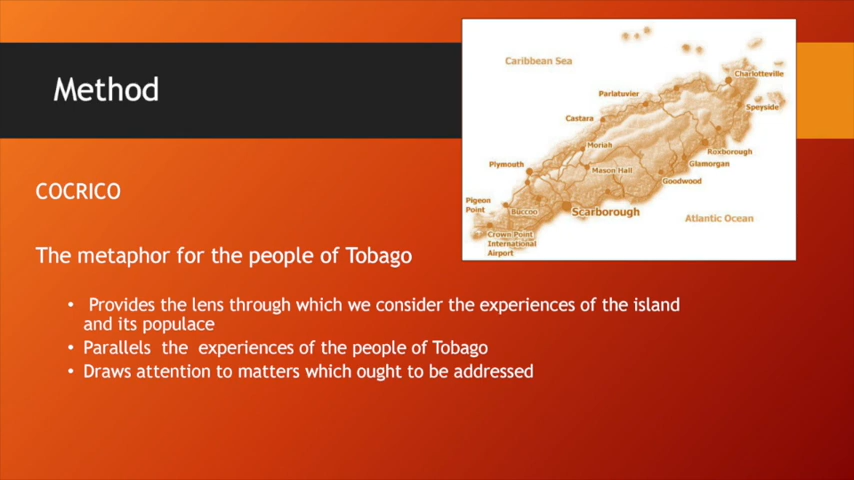 Method
COCRICO
The metaphor for the people of Tobago
• Provides the lens through which we consider the experiences of the island
and its populace
• Parallels the experiences of the people of Tobago
• Draws attention to matters which ought to be addressed
Caribbean Sea
Charlotteville
Parlatuvier
Speyside
Castara
Moriah
Roxborough
Plymouth
Glamorgan
Mason Hall
Goodwood
Pigeon
Point
Buccoo
Scarborough
Atlantic Ocean
Crown Point
International
Airport